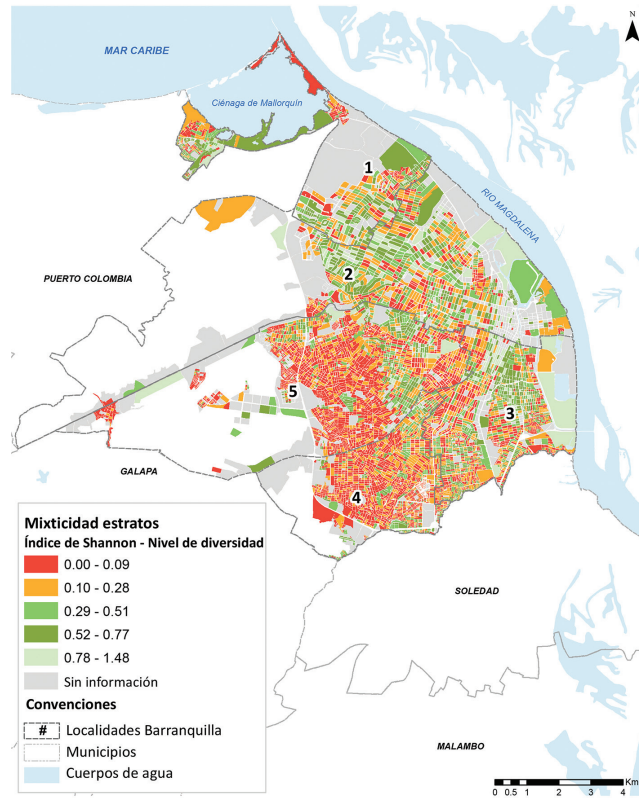 N
MAR CARIBE
Ciénaga de Mallorquín
1
RIO MAGDALENA
PUERTO COLOMBIA
2
5
3
GALAPA
4
Mixticidad estratos
Índice de Shannon - Nivel de diversidad
0.00 - 0.09
0.10 - 0.28
0.29 - 0.51
0.52 - 0.77
0.78 - 1.48
Sin información
Convenciones
# Localidades Barranquilla
Municipios
Cuerpos de agua
SOLEDAD
MALAMBO
Km
0 0.5 1 2 3 4